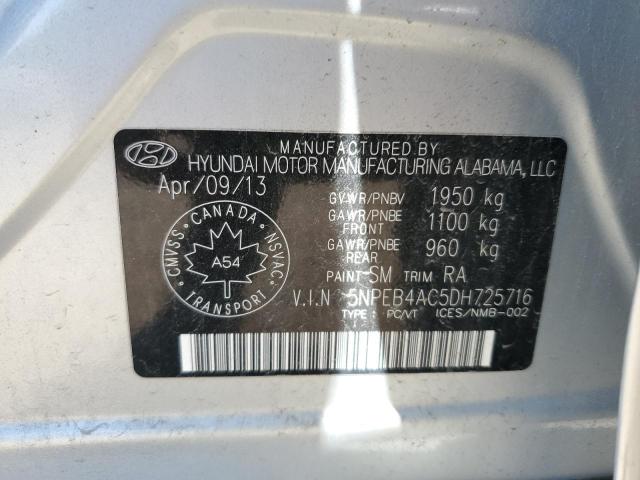 MANUFACTURED BY
HYUNDAI MOTOR MANUFACTURING ALABAMA, LLC
Apr/09/13
GVWR/PNBV 1950 kg
GAWR/PNBE FRONT 1100 kg
GAWR/PNBE REAR 960 kg
PAINT SM TRIM RA
CANADA
CMVSS
NSVAC
A54
TRANSPORT
V.I.N 5NPEB4AC5DH725716
TYPE : PC/VT ICES/NMB-002